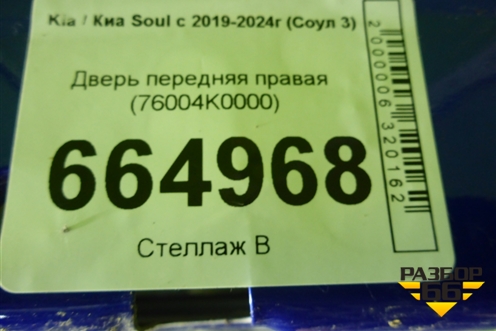 Kia / Киа Soul с 2019-2024г (Соул 3)
Дверь передняя правая
(76004K0000)
664968
Стеллаж В
2000006320162
РАЗБОР
66